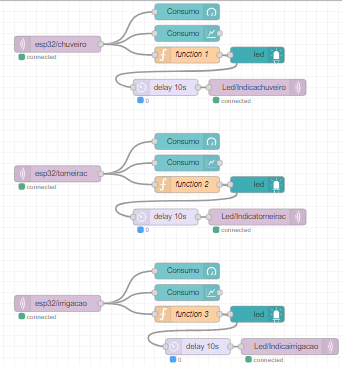 Consumo
esp32/chuveiro
Consumo
connected
function 1
led
delay 10s
Led/Indicachuveiro
0
connected
Consumo
esp32/torneirac
Consumo
connected
function 2
led
delay 10s
Led/Indicatorneirac
0
connected
Consumo
esp32/irrigacao
Consumo
connected
function 3
led
delay 10s
Led/Indicairrigacao
0
connected